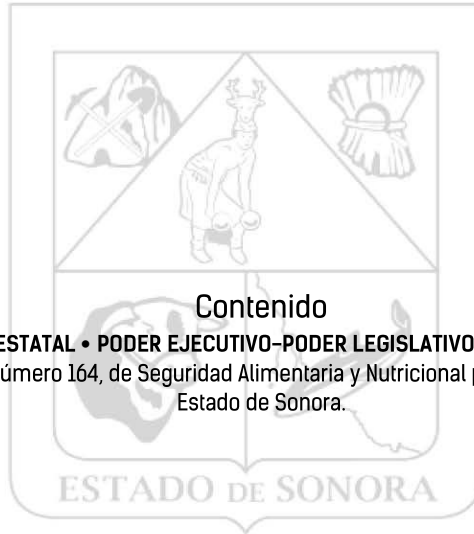 Contenido
ESTATAL • PODER EJECUTIVO-PODER LEGISLATIVO
úmero 164, de Seguridad Alimentaria y Nutricional
Estado de Sonora.
ESTADO DE SONORA